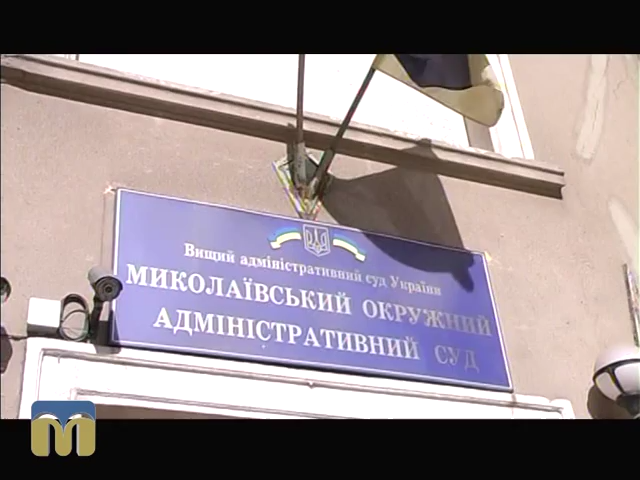 Вищий адміністративний суд України
МИКОЛАЇВСЬКИЙ ОКРУЖНИЙ
АДМІНІСТРАТИВНИЙ СУД